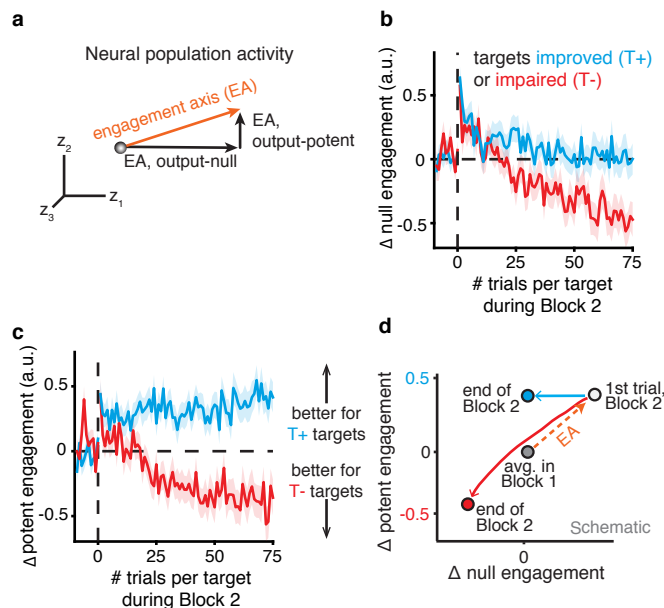 a
Neural population activity
engagement axis (EA)
EA,
output-potent
EA, output-null
z2
z1
z3
b
targets improved (T+)
or impaired (T-)
Δ null engagement (a.u.)
0.5
0
-0.5
0
25
50
75
# trials per target
during Block 2
c
Δ potent engagement (a.u.)
0.5
0
-0.5
0
25
50
75
# trials per target
during Block 2
better for
T+ targets
better for
T- targets
d
Δ potent engagement
0.5
0
-0.5
end of
Block 2
1st trial,
Block 2
EA
avg. in
Block 1
end of
Block 2
Schematic
0
Δ null engagement